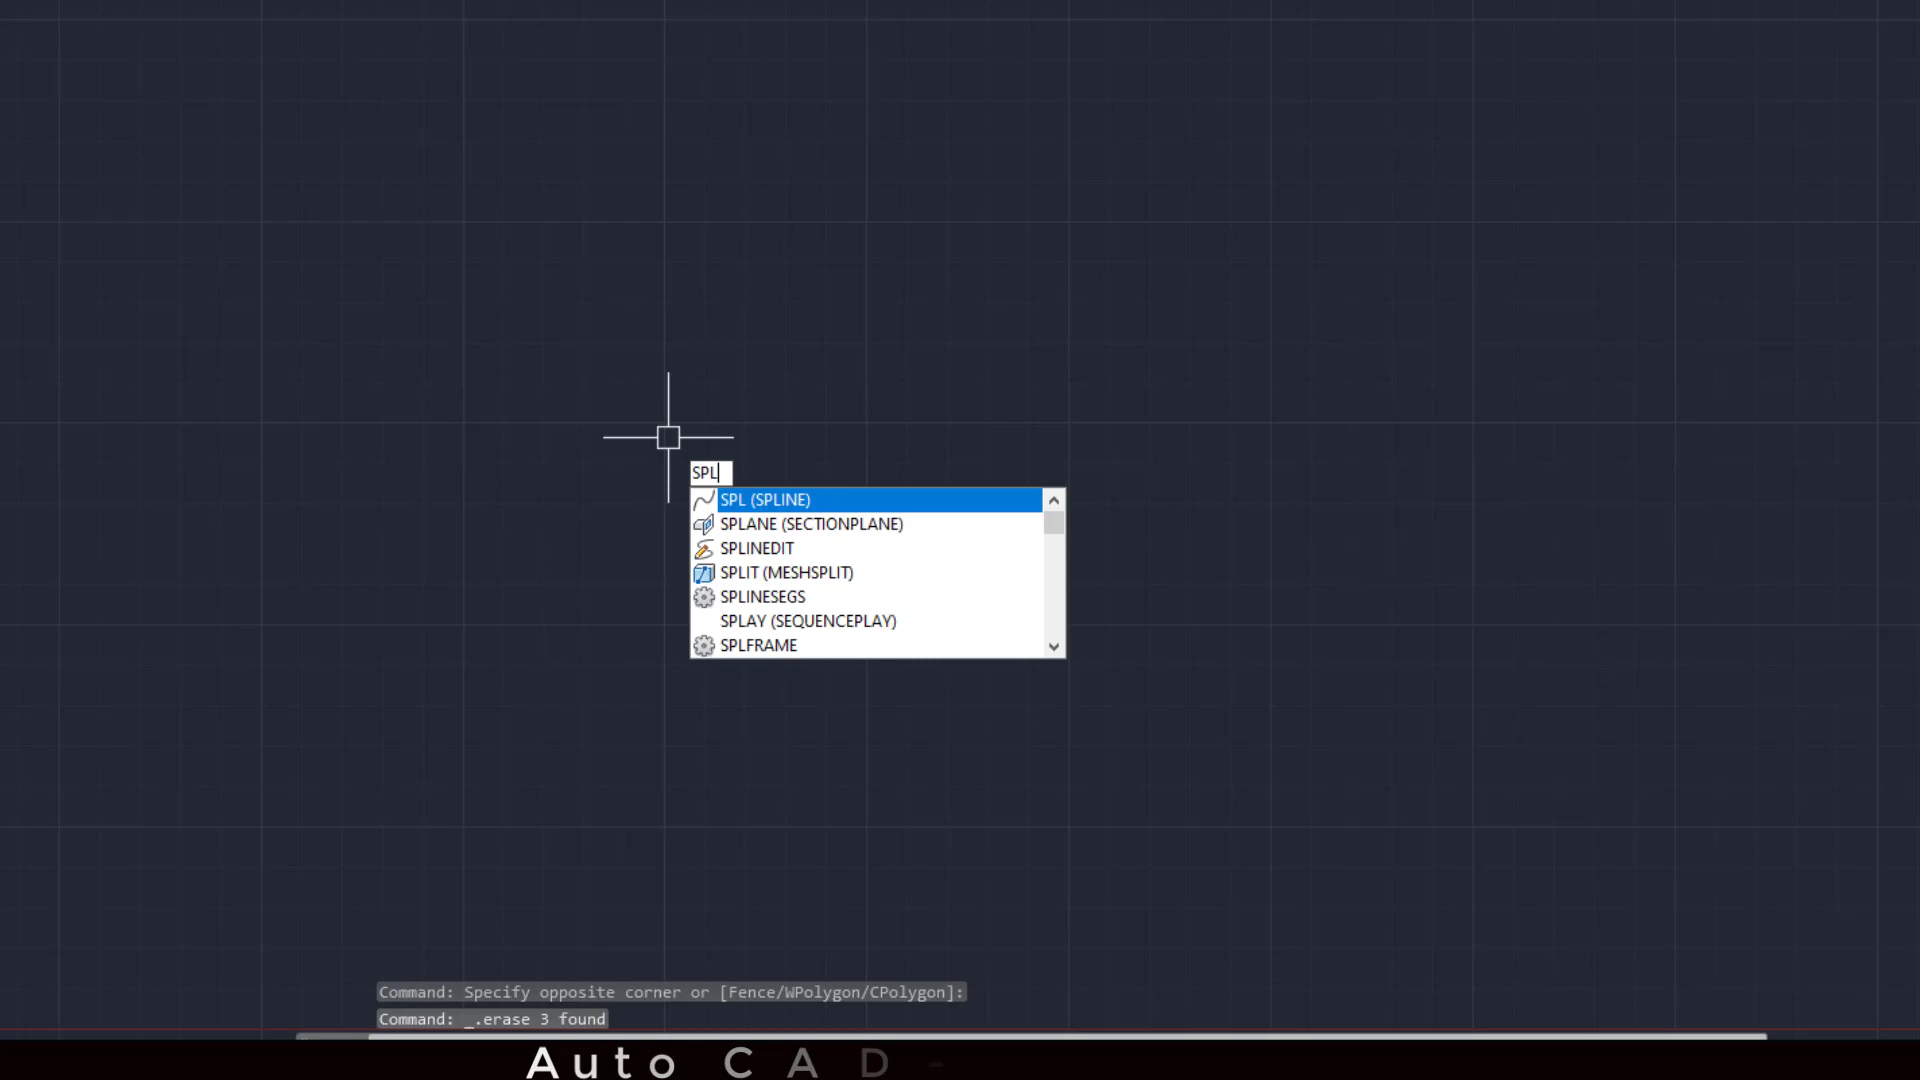 SPL
SPL (SPLINE)
SPLANE (SECTIONPLANE)
SPLINEDIT
SPLIT (MESHSPLIT)
SPLINESEGS
SPLAY (SEQUENCEPLAY)
SPLFRAME
Command: Specify opposite corner or [Fence/WPolygon/CPolygon]:
Command: _.erase 3 found
Auto CAD -